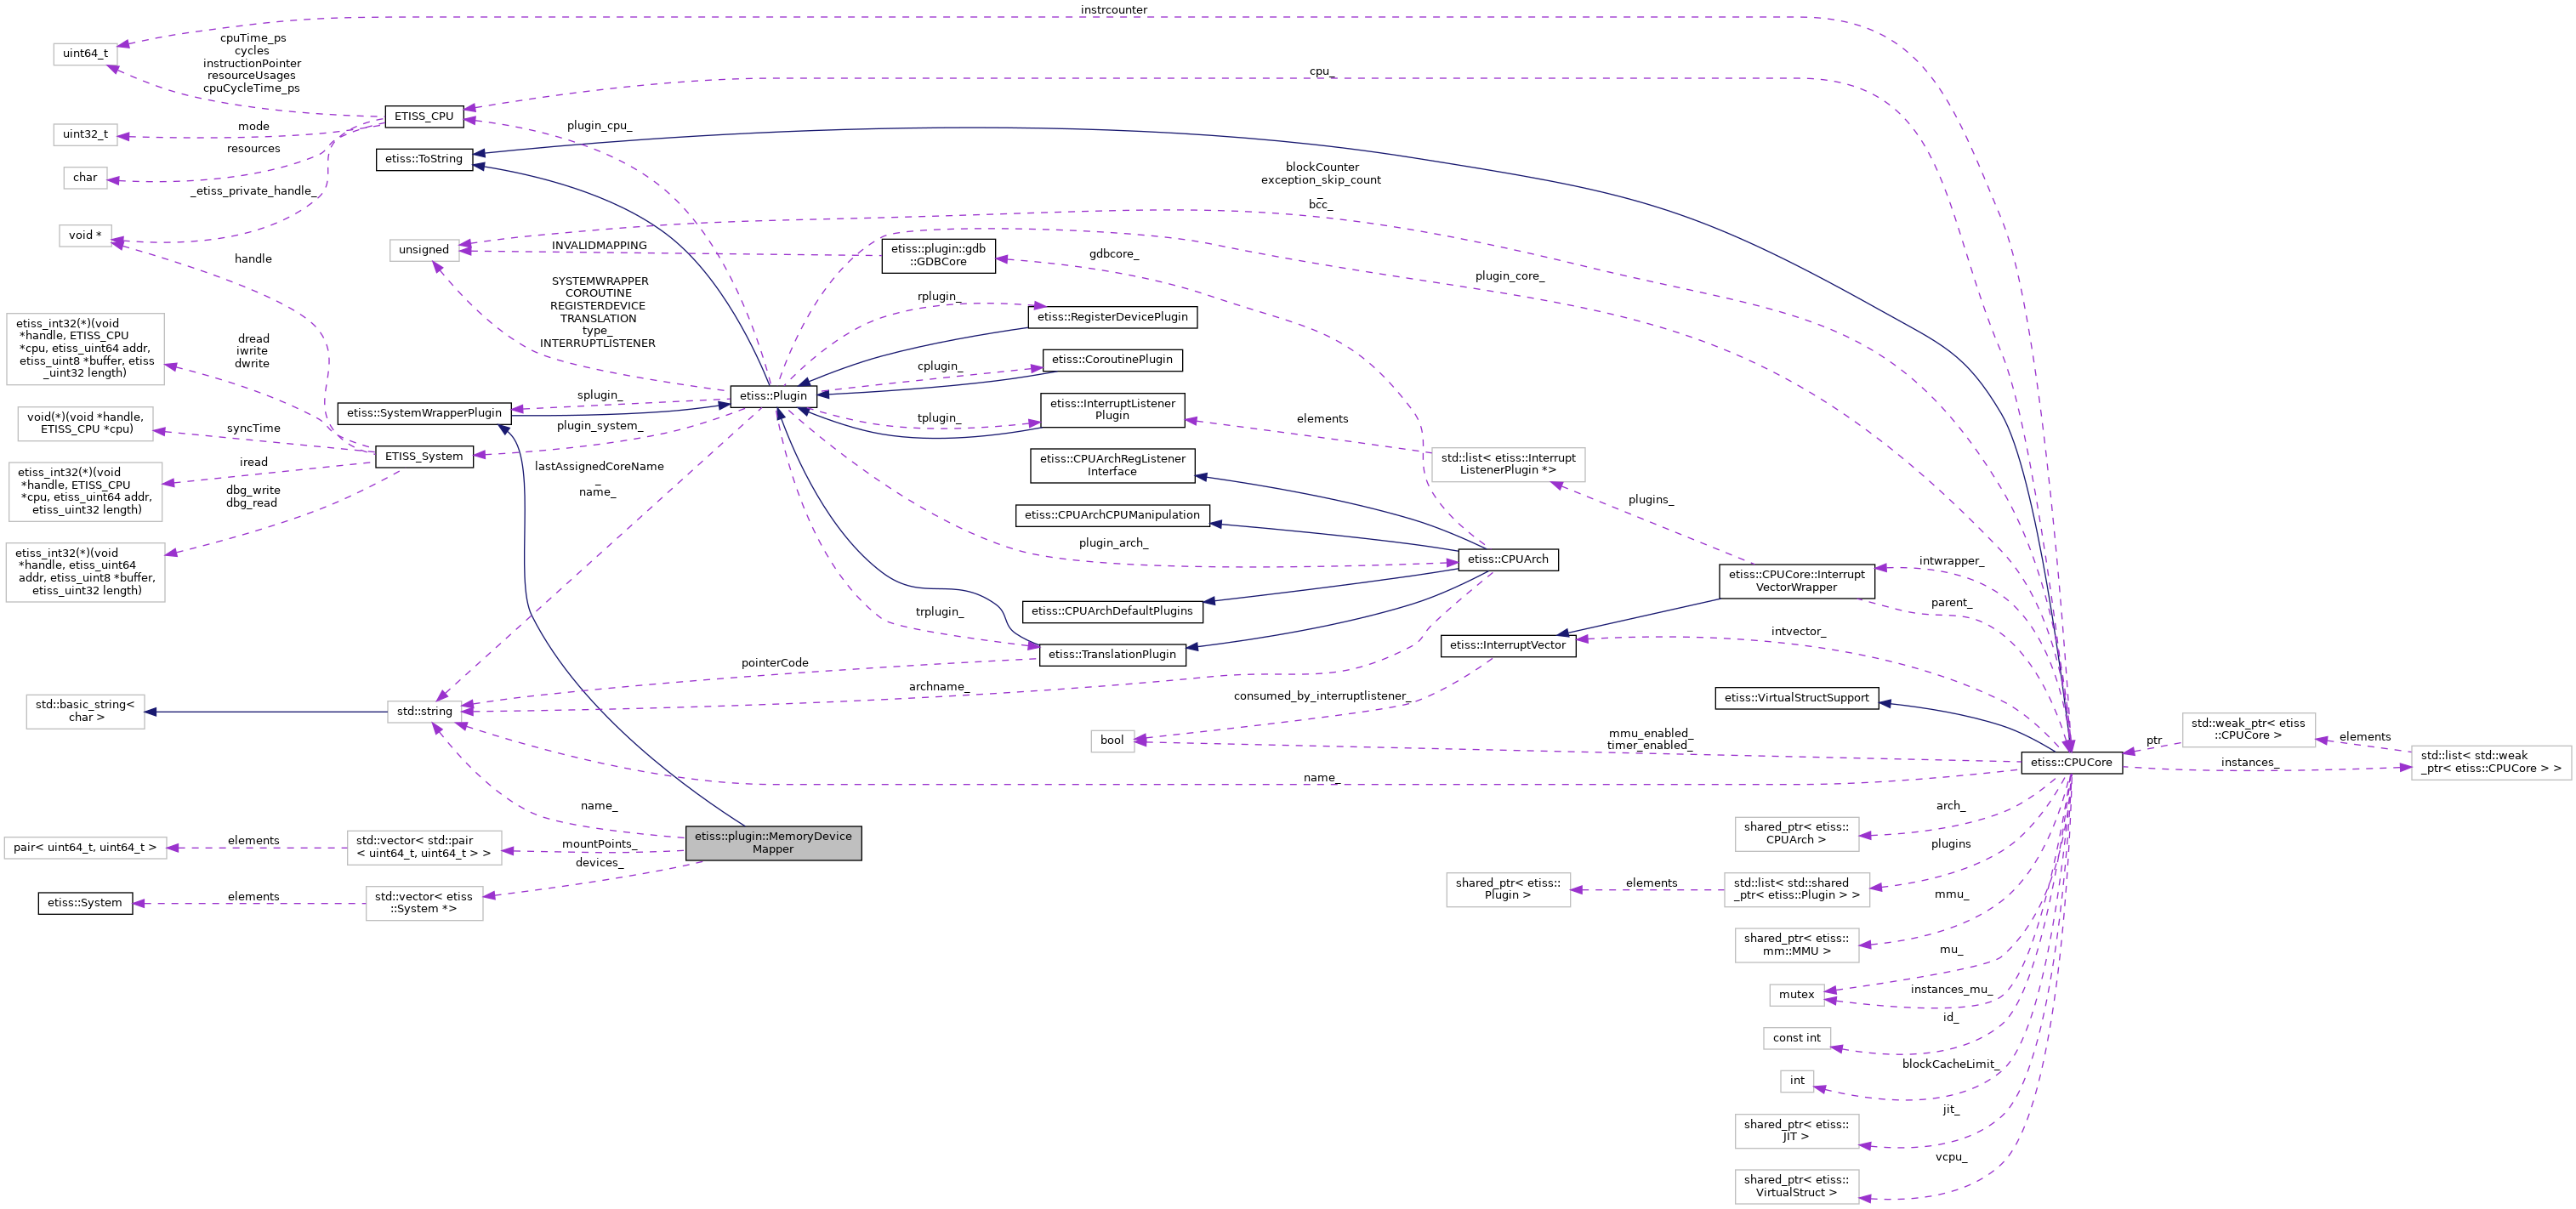 instrcounter
uint64_t
cpuTime_ps
cycles
instructionPointer
resourceUsages
cpuCycleTime_ps
cpu_
ETISS_CPU
plugin_cpu_
uint32_t
mode
resources
etiss::ToString
char
_etiss_private_handle_
blockCounter
exception_skip_count
_
bcc_
void *
handle
unsigned
INVALIDMAPPING
etiss::plugin::gdb
::GDBCore
gdbcore_
plugin_core_
SYSTEMWRAPPER
COROUTINE
REGISTERDEVICE
TRANSLATION
type_
INTERRUPTLISTENER
rplugin_
etiss::RegisterDevicePlugin
etiss_int32(*)(void
*handle, ETISS_CPU
*cpu, etiss_uint64 addr,
etiss_uint8 *buffer, etiss
_uint32 length)
dread
iwrite
dwrite
cplugin_
etiss::CoroutinePlugin
etiss::Plugin
splugin_
etiss::SystemWrapperPlugin
etiss::InterruptListener
Plugin
tplugin_
elements
void(*)(void *handle,
ETISS_CPU *cpu)
syncTime
plugin_system_
ETISS_System
etiss::CPUArchRegListener
Interface
std::list< etiss::Interrupt
ListenerPlugin *>
etiss_int32(*)(void
*handle, ETISS_CPU
*cpu, etiss_uint64 addr,
etiss_uint32 length)
iread
lastAssignedCoreName
_
name_
dbg_write
dbg_read
plugins_
etiss::CPUArchCPUManipulation
etiss_int32(*)(void
*handle, etiss_uint64
addr, etiss_uint8 *buffer,
etiss_uint32 length)
plugin_arch_
etiss::CPUArch
intwrapper_
etiss::CPUCore::Interrupt
VectorWrapper
parent_
etiss::CPUArchDefaultPlugins
trplugin_
intvector_
etiss::InterruptVector
etiss::TranslationPlugin
pointerCode
archname_
consumed_by_interruptlistener_
etiss::VirtualStructSupport
std::basic_string<
char >
std::string
bool
mmu_enabled_
timer_enabled_
std::weak_ptr< etiss
::CPUCore >
ptr
elements
std::list< std::weak
_ptr< etiss::CPUCore > >
etiss::CPUCore
instances_
name_
name_
arch_
shared_ptr< etiss::
CPUArch >
etiss::plugin::MemoryDevice
Mapper
pair< uint64_t, uint64_t >
elements
std::vector< std::pair
< uint64_t, uint64_t > >
mountPoints_
devices_
plugins
etiss::System
elements
std::vector< etiss
::System *>
shared_ptr< etiss::
Plugin >
elements
std::list< std::shared
_ptr< etiss::Plugin > >
mmu_
shared_ptr< etiss::
mm::MMU >
mu_
mutex
instances_mu_
id_
const int
blockCacheLimit_
int
jit_
shared_ptr< etiss::
JIT >
vcpu_
shared_ptr< etiss::
VirtualStruct >